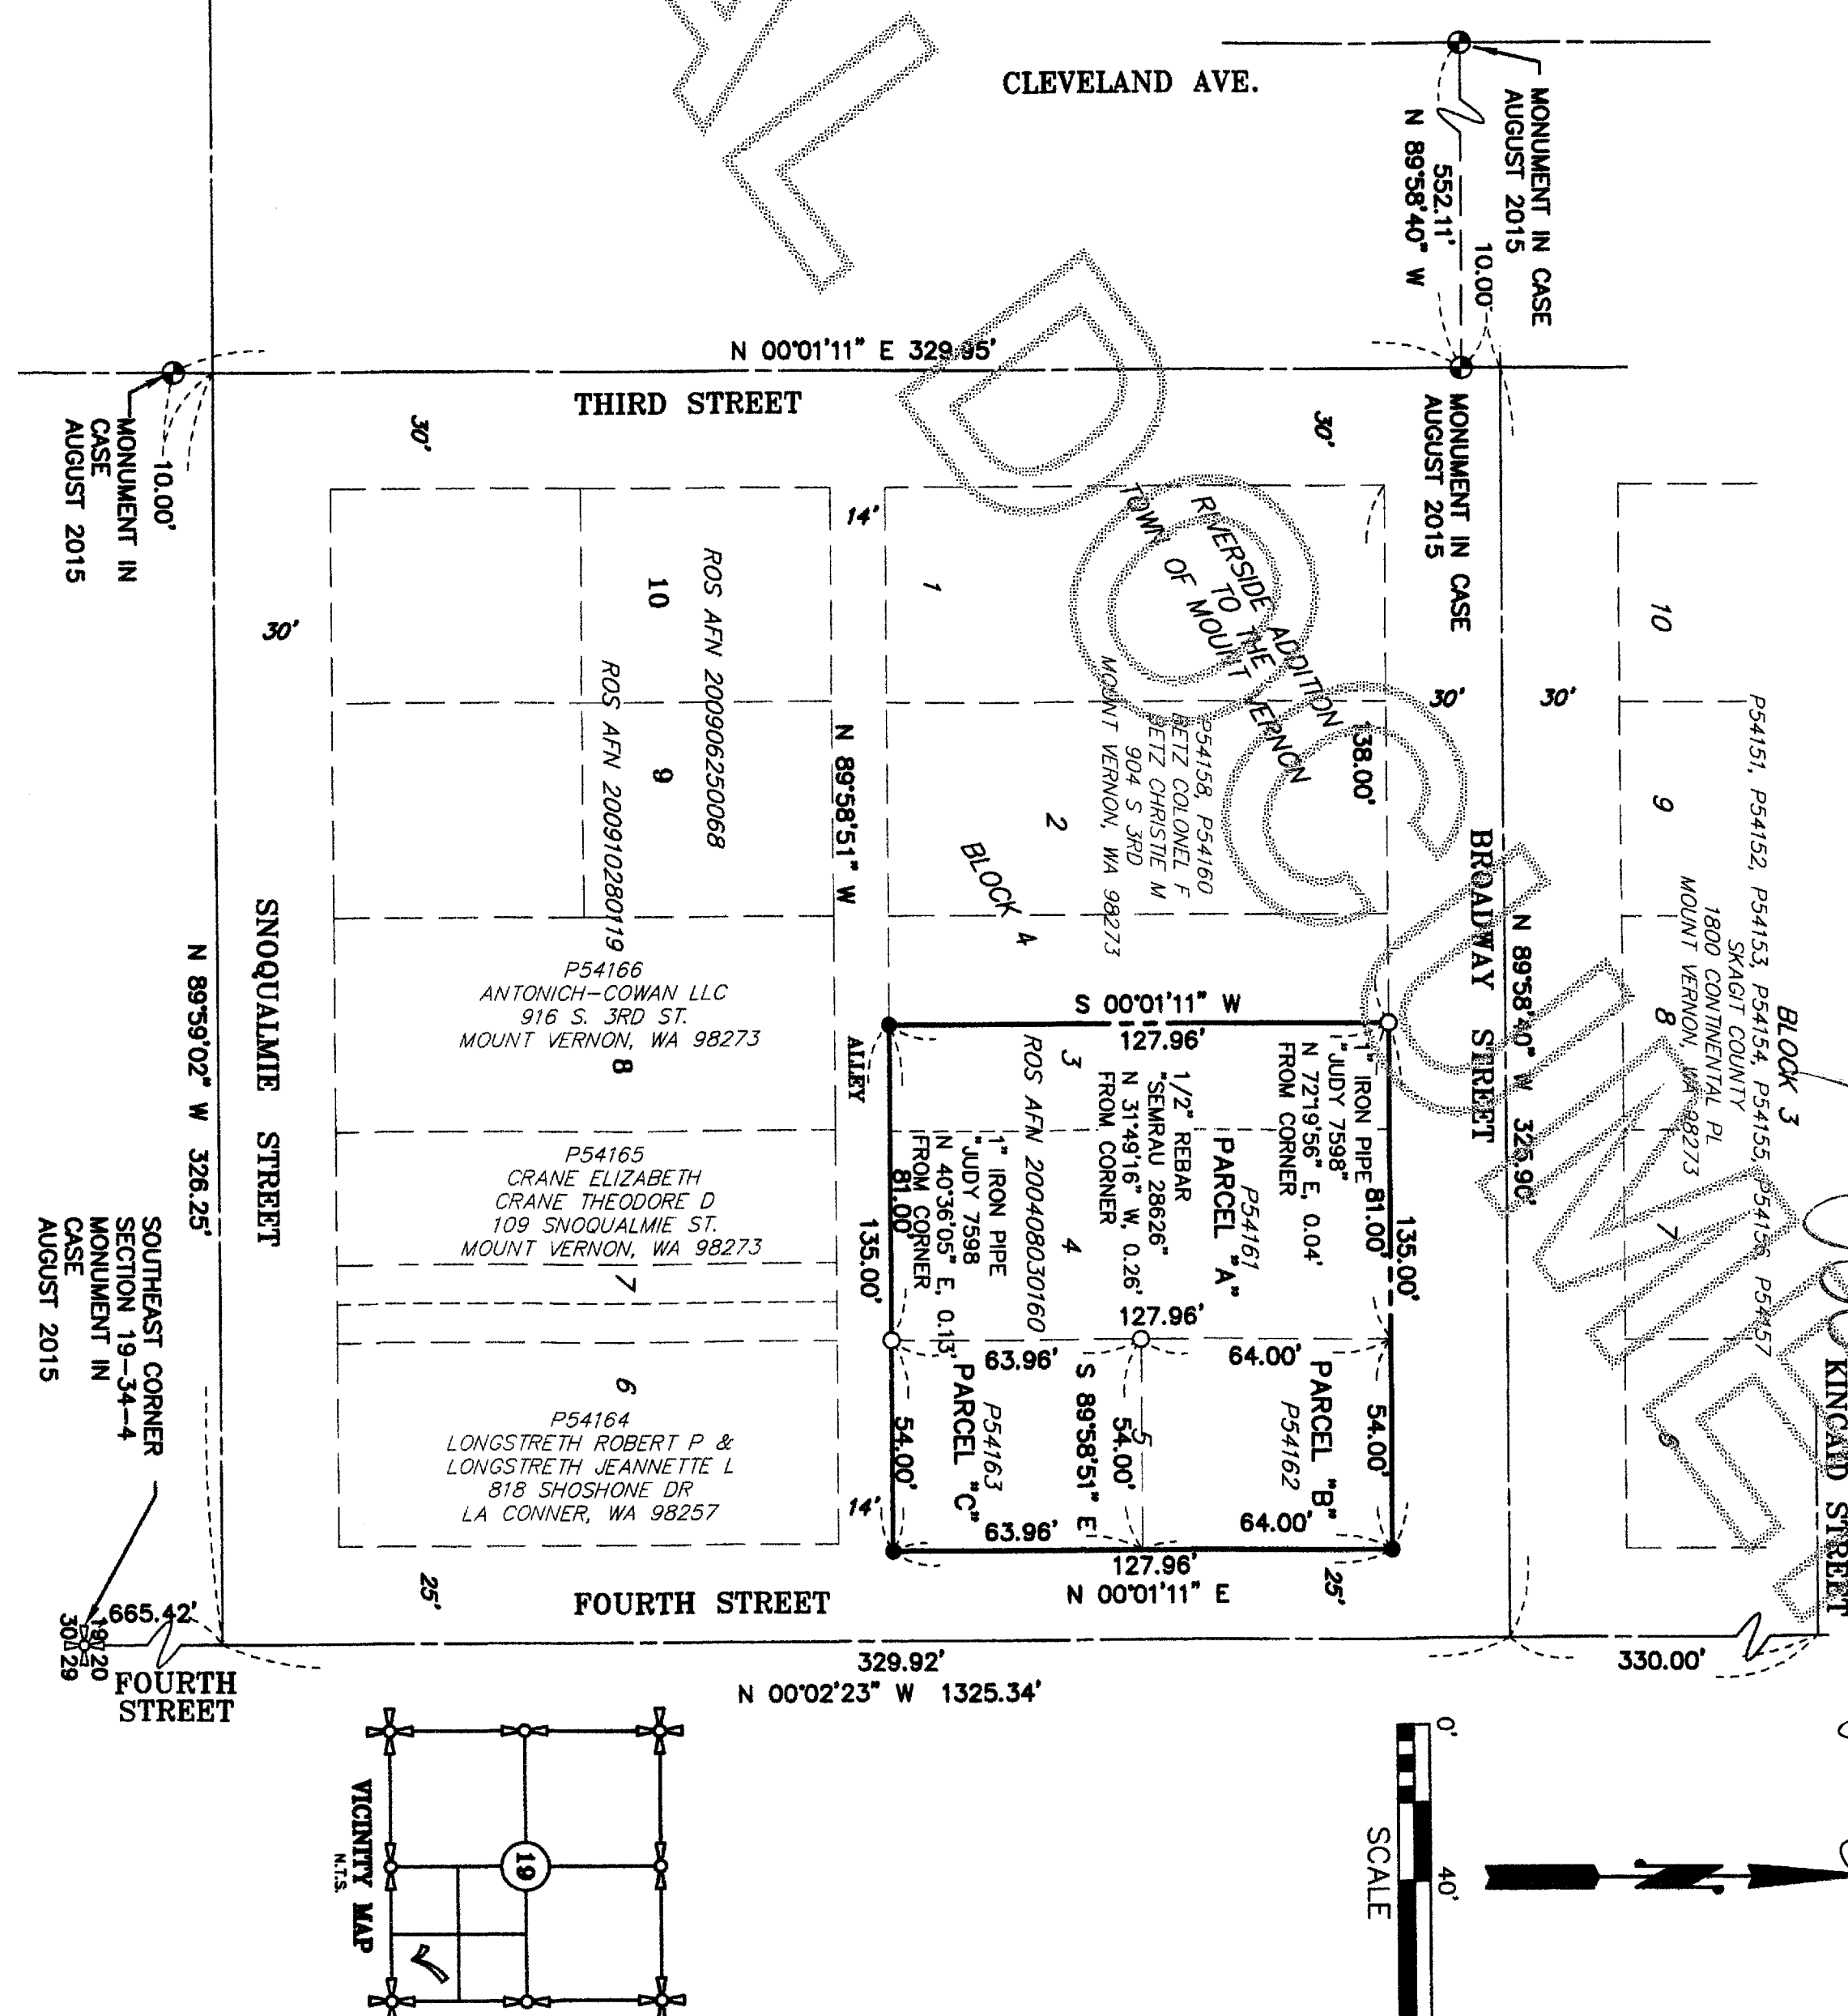 CLEVELAND AVE.
MONUMENT IN CASE
AUGUST 2015
552.11'
N 89°58'40" W
10.00'
N 00°01'11" E 329.95'
THIRD STREET
30'
30'
MONUMENT IN CASE
AUGUST 2015
MONUMENT IN
CASE
AUGUST 2015
10.00'
14'
RIVERSIDE ADDITION
TO THE
TOWN OF MOUNT VERNON
1
10
ROS AFN 200906250068
ROS AFN 200910280119
9
30'
30'
30'
138.00'
P54158, P54160
BETZ COLONEL F
BETZ CHRISTIE M
904 S 3RD
MOUNT VERNON, WA 98273
2
BLOCK 4
N 89°58'51" W
10
9
8
7
6
P54151, P54152, P54153, P54154, P54155, P54156, P54157
SKAGIT COUNTY
1800 CONTINENTAL PL
MOUNT VERNON, WA 98273
BLOCK 3
BROADWAY STREET
N 89°58'40" W 325.90'
SNOQUALMIE STREET
N 89°59'02" W 326.25'
P54166
ANTONICH-COWAN LLC
916 S. 3RD ST.
MOUNT VERNON, WA 98273
8
ALLEY
S 00°01'11" W
127.96'
1" IRON PIPE
"JUDY 7598"
N 72°19'56" E, 0.04'
FROM CORNER
81.00'
135.00'
PARCEL "A"
P54161
1/2" REBAR
"SEMRAU 28626"
N 31°49'16" W, 0.26'
FROM CORNER
3
4
ROS AFN 200408030160
1" IRON PIPE
"JUDY 7598
N 40°36'05" E, 0.13'
FROM CORNER
81.00'
135.00'
P54165
CRANE ELIZABETH
CRANE THEODORE D
109 SNOQUALMIE ST.
MOUNT VERNON, WA 98273
7
127.96'
63.96'
64.00'
PARCEL "B"
P54162
54.00'
5
54.00'
S 89°58'51" E
P54163
PARCEL "C"
54.00'
63.96'
64.00'
127.96'
N 00°01'11" E
6
P54164
LONGSTRETH ROBERT P &
LONGSTRETH JEANNETTE L
818 SHOSHONE DR
LA CONNER, WA 98257
14'
25'
25'
FOURTH STREET
KINCAID STREET
SOUTHEAST CORNER
SECTION 19-34-4
MONUMENT IN
CASE
AUGUST 2015
665.42'
19 20
30 29
FOURTH
STREET
329.92'
N 00°02'23" W 1325.34'
330.00'
19
VICINITY MAP
N.T.S.
0'
40'
SCALE
AL DOCUMENT